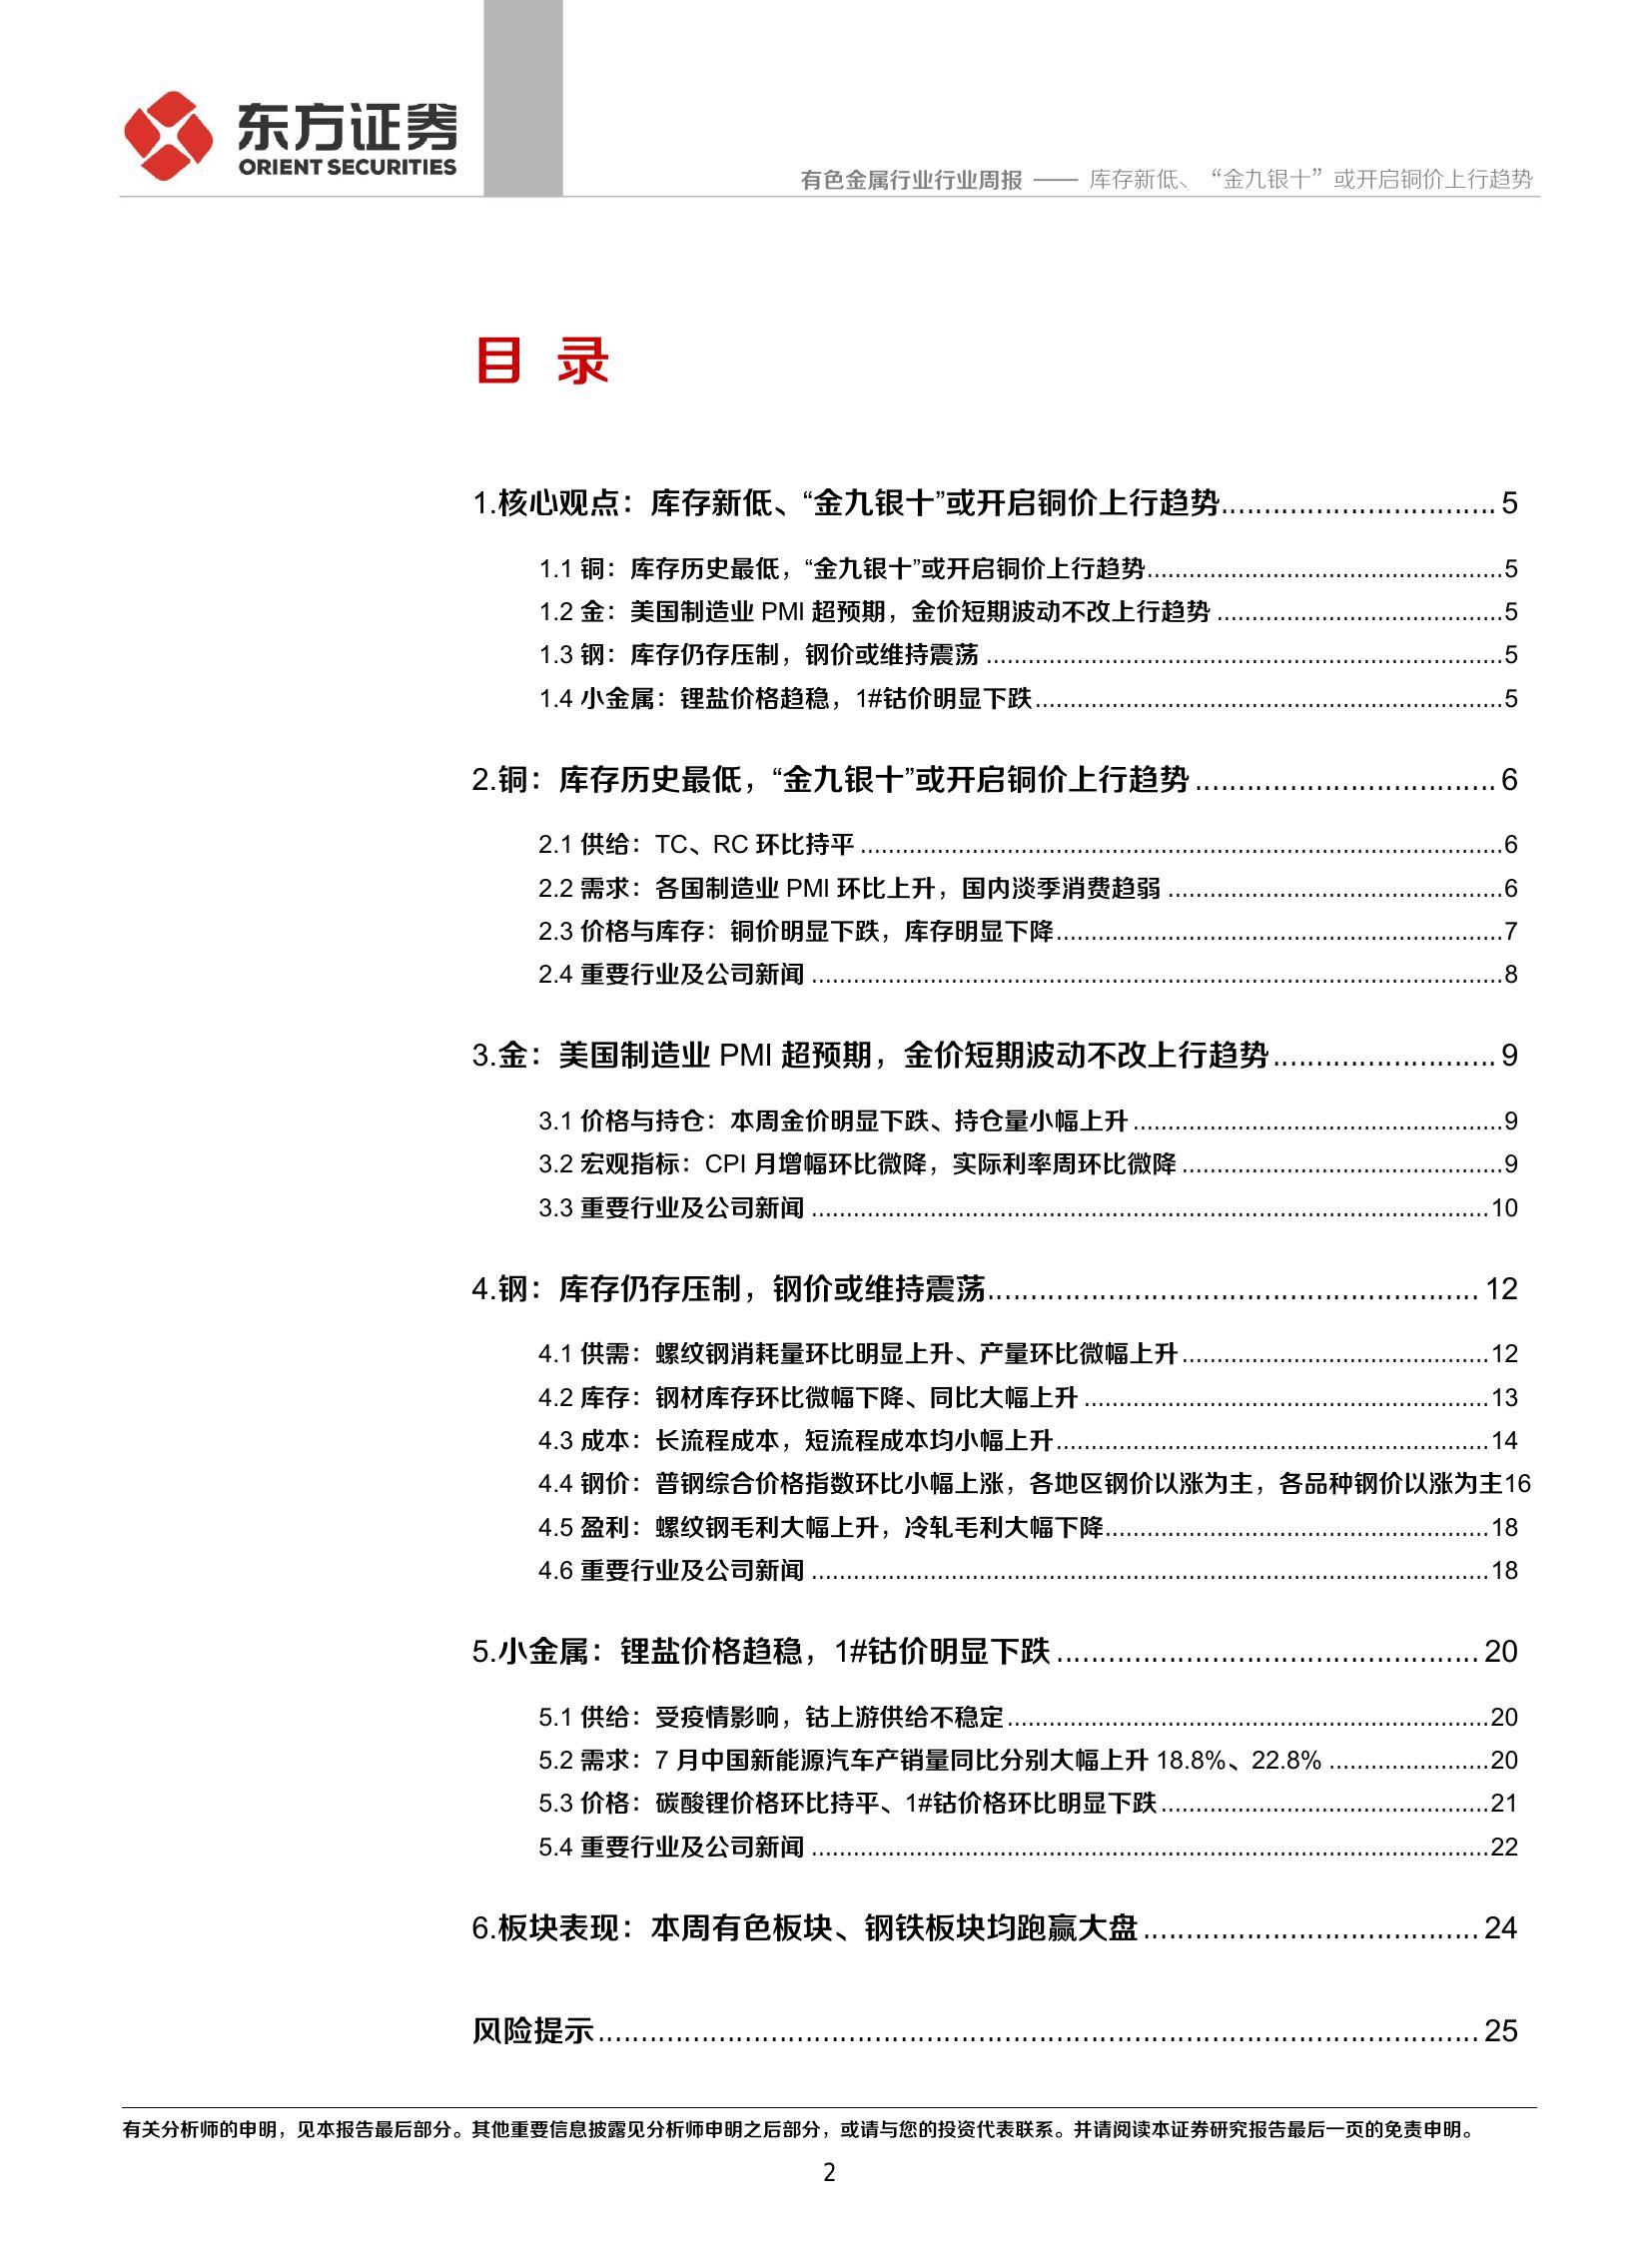 东方证券
ORIENT SECURITIES
有色金属行业行业周报 —— 库存新低、“金九银十”或开启铜价上行趋势
目 录
1.核心观点：库存新低、“金九银十”或开启铜价上行趋势.............................. 5
1.1 铜：库存历史最低，“金九银十”或开启铜价上行趋势..................................................5
1.2 金：美国制造业 PMI 超预期，金价短期波动不改上行趋势 ..........................................5
1.3 钢：库存仍存压制，钢价或维持震荡 ..........................................................................5
1.4 小金属：锂盐价格趋稳，1#钴价明显下跌...................................................................5
2.铜：库存历史最低，“金九银十”或开启铜价上行趋势 ................................. 6
2.1 供给：TC、RC 环比持平 ............................................................................................6
2.2 需求：各国制造业 PMI 环比上升，国内淡季消费趋弱 ................................................6
2.3 价格与库存：铜价明显下跌，库存明显下降................................................................7
2.4 重要行业及公司新闻 ...................................................................................................8
3.金：美国制造业 PMI 超预期，金价短期波动不改上行趋势........................ 9
3.1 价格与持仓：本周金价明显下跌、持仓量小幅上升.....................................................9
3.2 宏观指标：CPI 月增幅环比微降，实际利率周环比微降..............................................9
3.3 重要行业及公司新闻 .................................................................................................10
4.钢：库存仍存压制，钢价或维持震荡...................................................... 12
4.1 供需：螺纹钢消耗量环比明显上升、产量环比微幅上升............................................12
4.2 库存：钢材库存环比微幅下降、同比大幅上升..........................................................13
4.3 成本：长流程成本，短流程成本均小幅上升..............................................................14
4.4 钢价：普钢综合价格指数环比小幅上涨，各地区钢价以涨为主，各品种钢价以涨为主16
4.5 盈利：螺纹钢毛利大幅上升，冷轧毛利大幅下降.......................................................18
4.6 重要行业及公司新闻 .................................................................................................18
5.小金属：锂盐价格趋稳，1#钴价明显下跌 .............................................. 20
5.1 供给：受疫情影响，钴上游供给不稳定.....................................................................20
5.2 需求：7 月中国新能源汽车产销量同比分别大幅上升 18.8%、22.8% .......................20
5.3 价格：碳酸锂价格环比持平、1#钴价格环比明显下跌...............................................21
5.4 重要行业及公司新闻 .................................................................................................22
6.板块表现：本周有色板块、钢铁板块均跑赢大盘..................................... 24
风险提示................................................................................................. 25
有关分析师的申明，见本报告最后部分。其他重要信息披露见分析师申明之后部分，或请与您的投资代表联系。并请阅读本证券研究报告最后一页的免责申明。
2